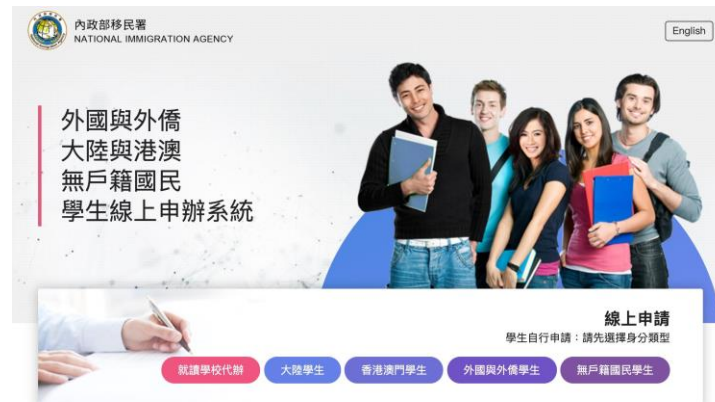 內政部移民署
NATIONAL IMMIGRATION AGENCY
English
外國與外僑
大陸與港澳
無戶籍國民
學生線上申辦系統
線上申請
學生自行申請：請先選擇身分類型
就讀學校代辦
大陸學生
香港澳門學生
外國與外僑學生
無戶籍國民學生